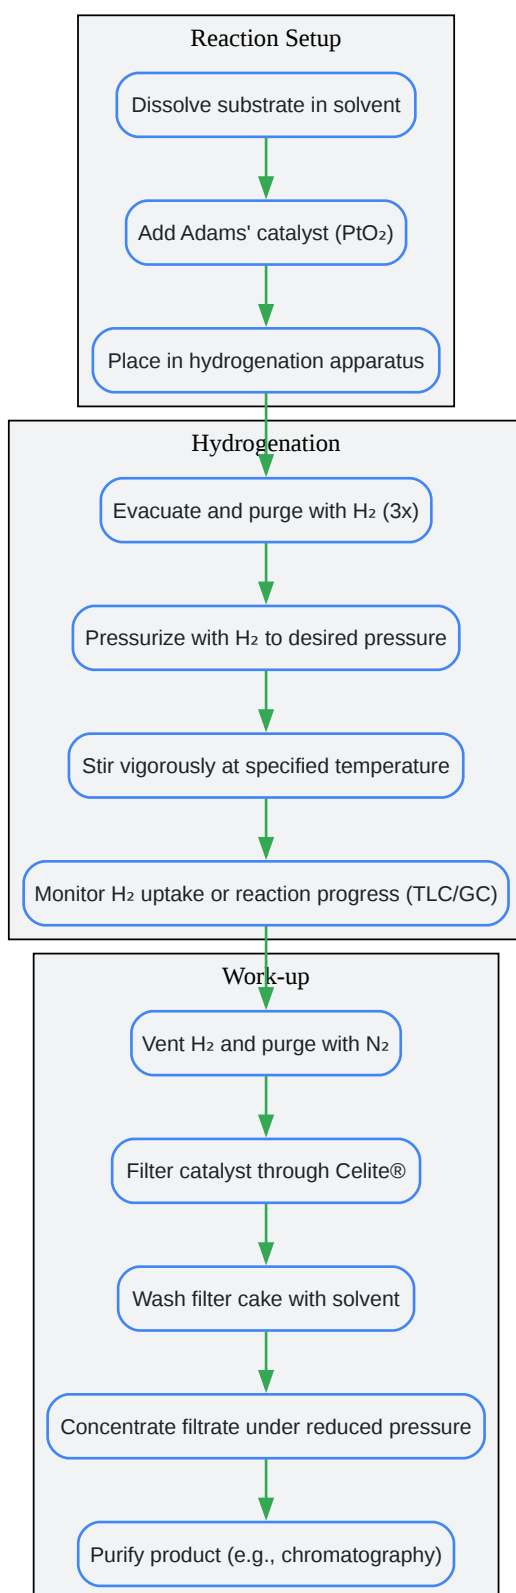 Reaction Setup
Dissolve substrate in solvent
Add Adams' catalyst (PtO₂)
Place in hydrogenation apparatus
Hydrogenation
Evacuate and purge with H₂ (3x)
Pressurize with H₂ to desired pressure
Stir vigorously at specified temperature
Monitor H₂ uptake or reaction progress (TLC/GC)
Work-up
Vent H₂ and purge with N₂
Filter catalyst through Celite®
Wash filter cake with solvent
Concentrate filtrate under reduced pressure
Purify product (e.g., chromatography)